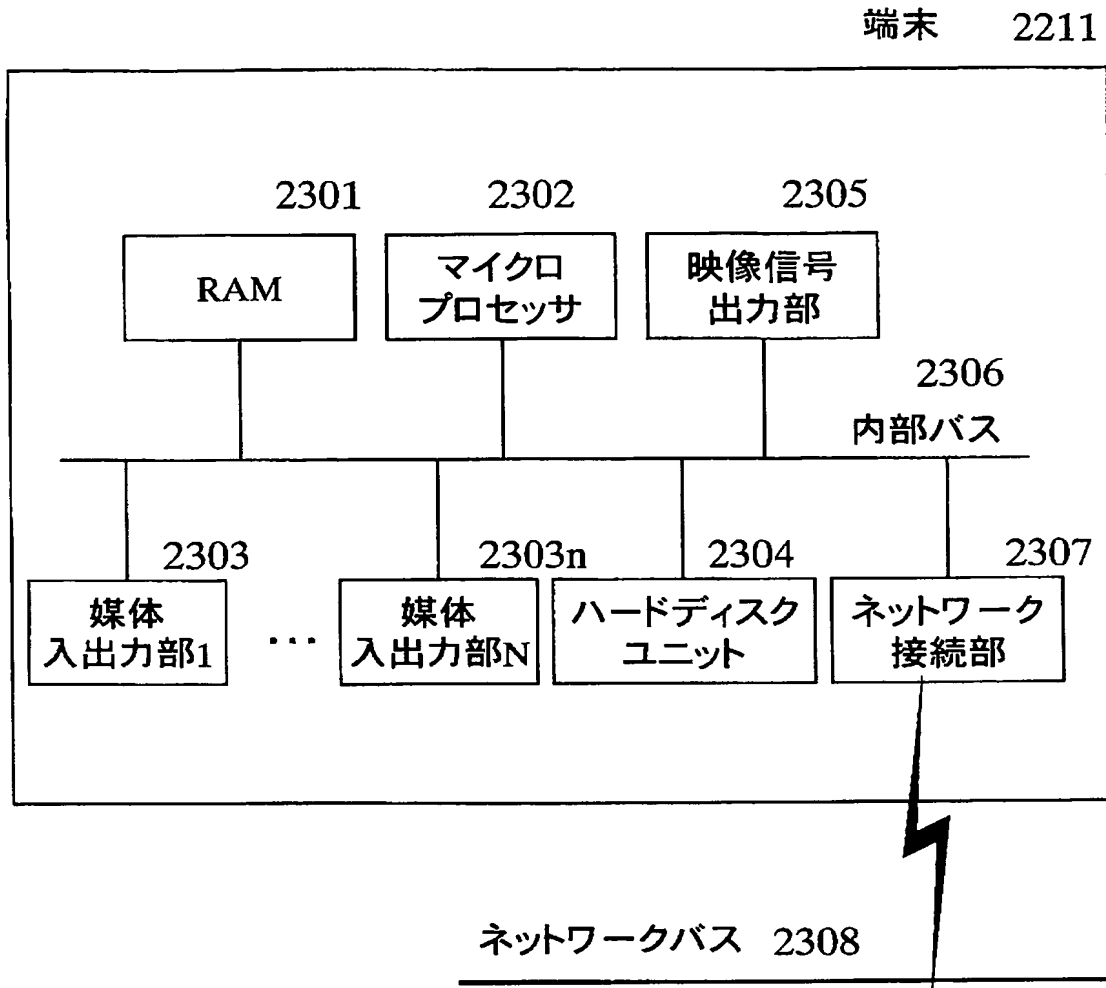 端末 2211
2301 2302 2305
RAM
マイクロ
プロセッサ
映像信号
出力部
2306
内部バス
2303 2303n 2304 2307
媒体
入出力部1
...
媒体
入出力部N
ハードディスク
ユニット
ネットワーク
接続部
ネットワークバス 2308